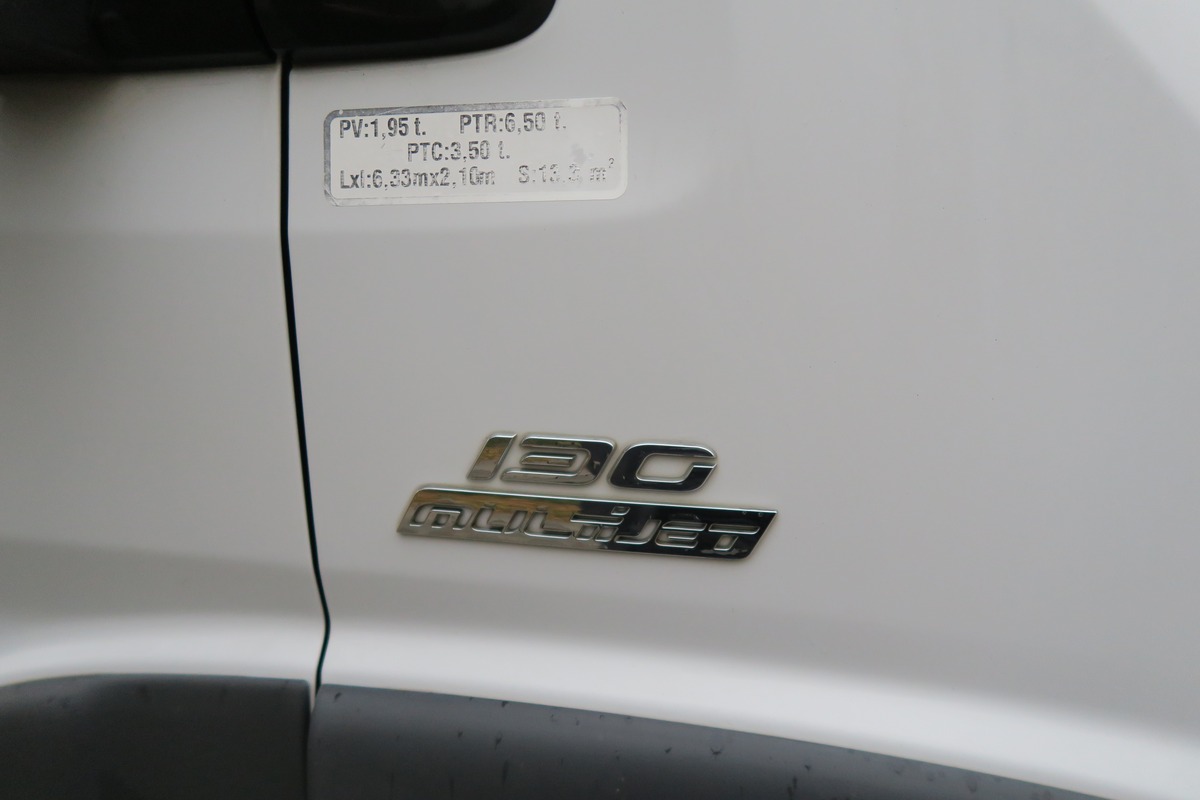 PV:1,95 t. PTR:6,50 t.
PTC:3,50 t.
Lxl:6,33mx2,10m S:13,3 m²
130
MULTIJET